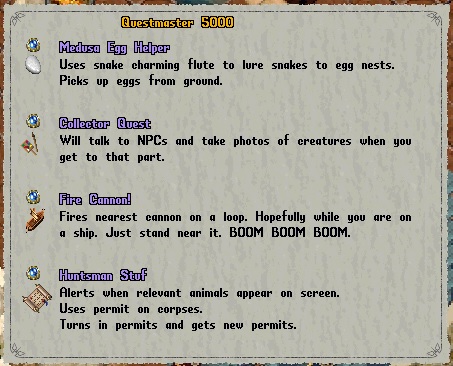 Questmaster 5000
Medusa Egg Helper
Uses snake charming flute to lure snakes to egg nests.
Picks up eggs from ground.
Collector Quest
Will talk to NPCs and take photos of creatures when you
get to that part.
Fire Cannon!
Fires nearest cannon on a loop. Hopefully while you are on
a ship. Just stand near it. BOOM BOOM BOOM.
Huntsman Stuf
Alerts when relevant animals appear on screen.
Uses permit on corpses.
Turns in permits and gets new permits.